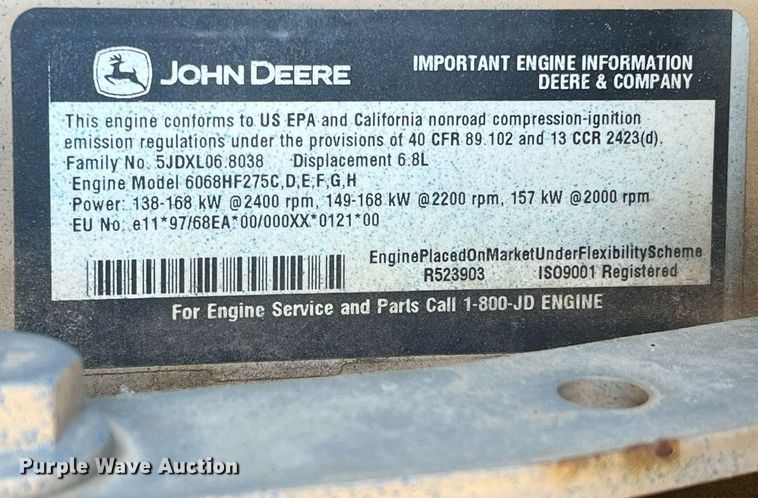 JOHN DEERE
IMPORTANT ENGINE INFORMATION
DEERE & COMPANY
This engine conforms to US EPA and California nonroad compression-ignition
emission regulations under the provisions of 40 CFR 89.102 and 13 CCR 2423(d).
Family No. 5JDXL06.8038 Displacement 6.8L
Engine Model 6068HF275C,D,E,F,G,H
Power: 138-168 kW @2400 rpm, 149-168 kW @2200 rpm, 157 kW @2000 rpm
EU No: e11*97/68EA*00/000XX*0121*00
EnginePlacedOnMarketUnderFlexibilityScheme
R523903 ISO9001 Registered
For Engine Service and Parts Call 1-800-JD ENGINE
Purple Wave Auction